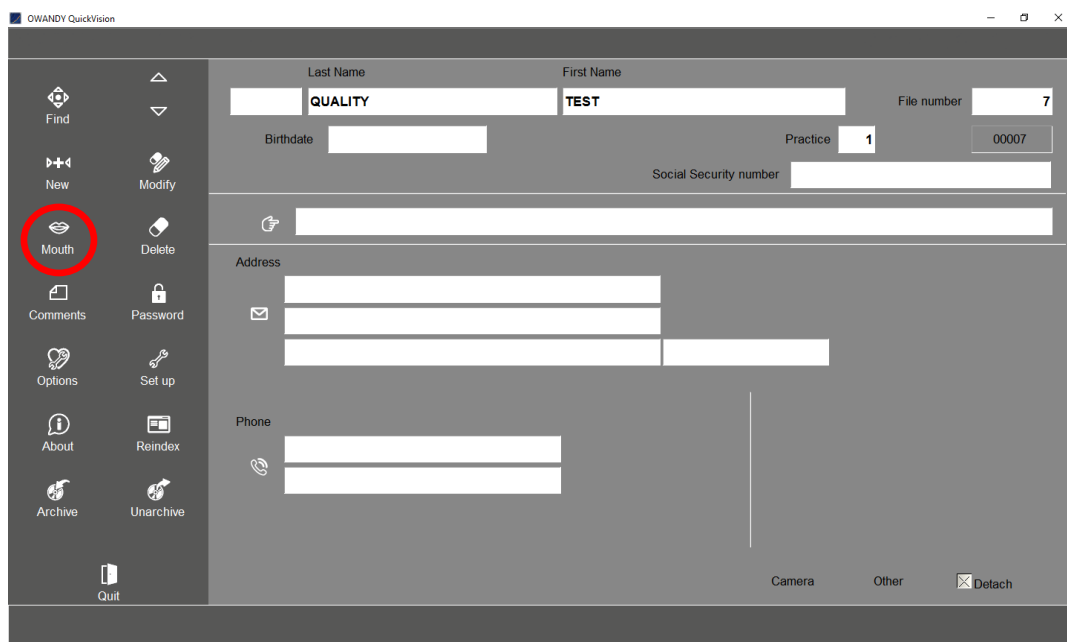 OWANDY QuickVision
Find
New
Modify
Mouth
Delete
Comments
Password
Options
Set up
About
Reindex
Archive
Unarchive
Quit
Last Name
First Name
QUALITY
TEST
File number
7
Birthdate
Practice
1
00007
Social Security number
Address
Phone
Camera
Other
Detach